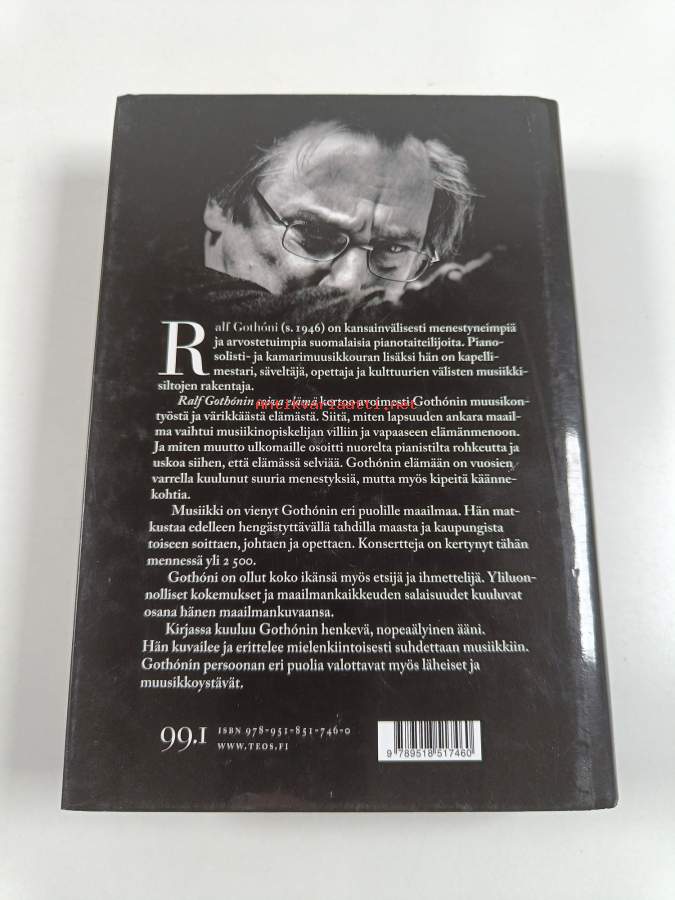 Ralf Gothóni (s. 1946) on kansainvälisesti menestyneimpiä
ja arvostetuimpia suomalaisia pianotaiteilijoita. Piano-
solisti- ja kamarimuusikkouran lisäksi hän on kapelli-
mestari, säveltäjä, opettaja ja kulttuurien välisten musiikki-
siltojen rakentaja.
Ralf Gothónin ... elämä kertoo avoimesti Gothónin muusikon-
antikvariaatti.net
työstä ja värikkäästä elämästä. Siitä, miten lapsuuden ankara maail-
ma vaihtui musiikinopiskelijan villiin ja vapaaseen elämänmenoon.
Ja miten muutto ulkomaille osoitti nuorelta pianistilta rohkeutta ja
uskoa siihen, että elämässä selviää. Gothónin elämään on vuosien
varrella kuulunut suuria menestyksiä, mutta myös kipeitä käänne-
kohtia.
Musiikki on vienyt Gothónin eri puolille maailmaa. Hän mat-
kustaa edelleen hengästyttävällä tahdilla maasta ja kaupungista
toiseen soittaen, johtaen ja opettaen. Konsertteja on kertynyt tähän
mennessä yli 2 500.
Gothóni on ollut koko ikänsä myös etsijä ja ihmettelijä. Yliluon-
nolliset kokemukset ja maailmankaikkeuden salaisuudet kuuluvat
osana hänen maailmankuvaansa.
Kirjassa kuuluu Gothónin henkevä, nopeaälyinen ääni.
Hän kuvailee ja erittelee mielenkiintoisesti suhdettaan musiikkiin.
Gothónin persoonan eri puolia valottavat myös läheiset ja
muusikkoystävät.
99.1
ISBN 978-951-851-746-0
WWW.TEOS.FI
9 789518 517460